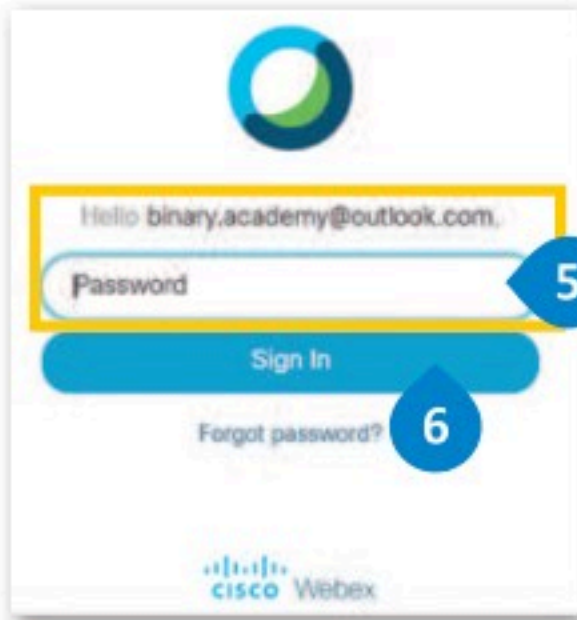 Hello binary.academy@outlook.com.
Password
5
Sign In
Forgot password?
6
CISCO Webex